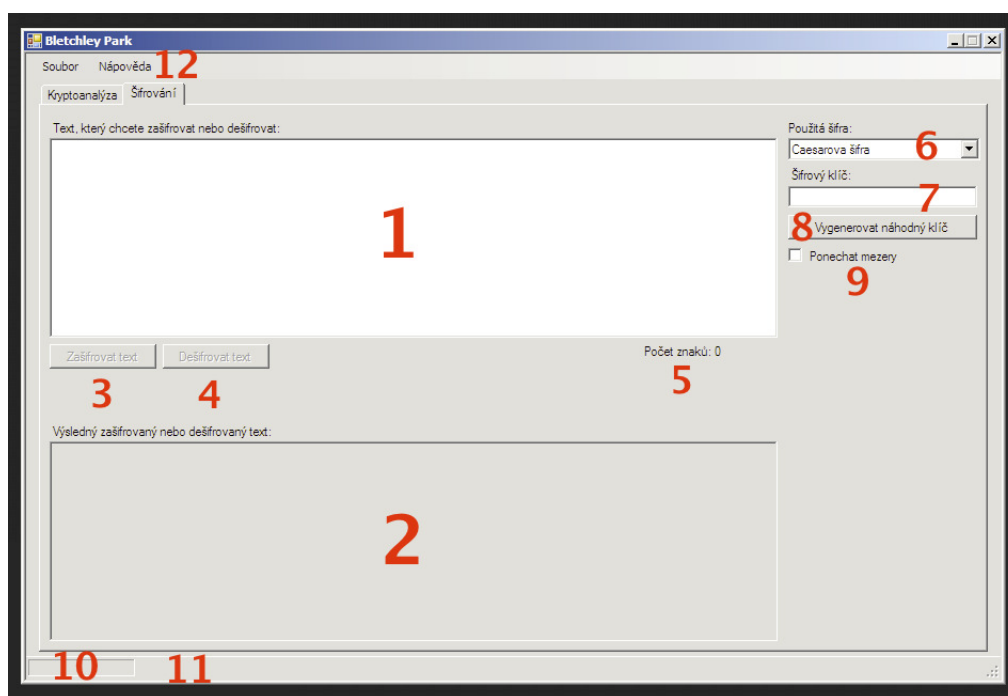 Bletchley Park
Soubor Nápověda 12
Kryptoanalýza Šifrování
Text, který chcete zašifrovat nebo dešifrovat:
1
Použitá šifra:
Caesarova šifra 6
Šifrový klíč:
7
8 Vygenerovat náhodný klíč
Ponechat mezery
9
Zašifrovat text Dešifrovat text Počet znaků: 0
3 4 5
Výsledný zašifrovaný nebo dešifrovaný text:
2
10 11